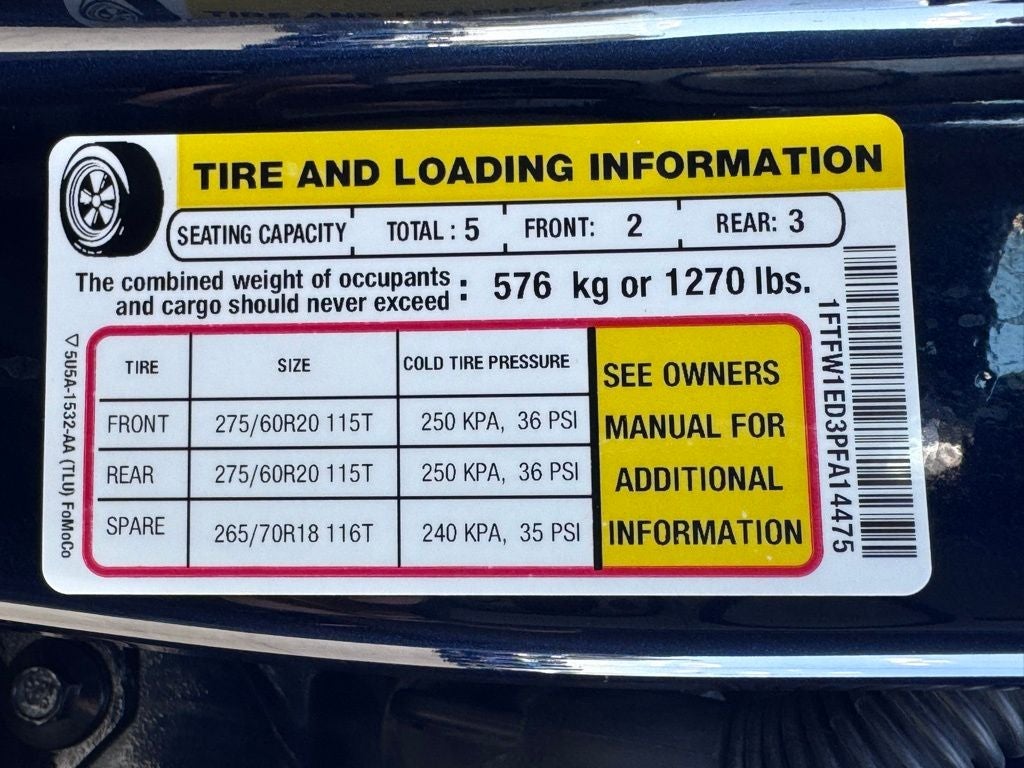 TIRE AND LOADING INFORMATION
SEATING CAPACITY TOTAL : 5 FRONT: 2 REAR: 3
The combined weight of occupants
and cargo should never exceed : 576 kg or 1270 lbs.
TIRE SIZE COLD TIRE PRESSURE
FRONT 275/60R20 115T 250 KPA, 36 PSI
REAR 275/60R20 115T 250 KPA, 36 PSI
SPARE 265/70R18 116T 240 KPA, 35 PSI
SEE OWNERS
MANUAL FOR
ADDITIONAL
INFORMATION
1FTFW1ED3PFA14475
▽5U5A-1532-AA (TLU) FoMoCo